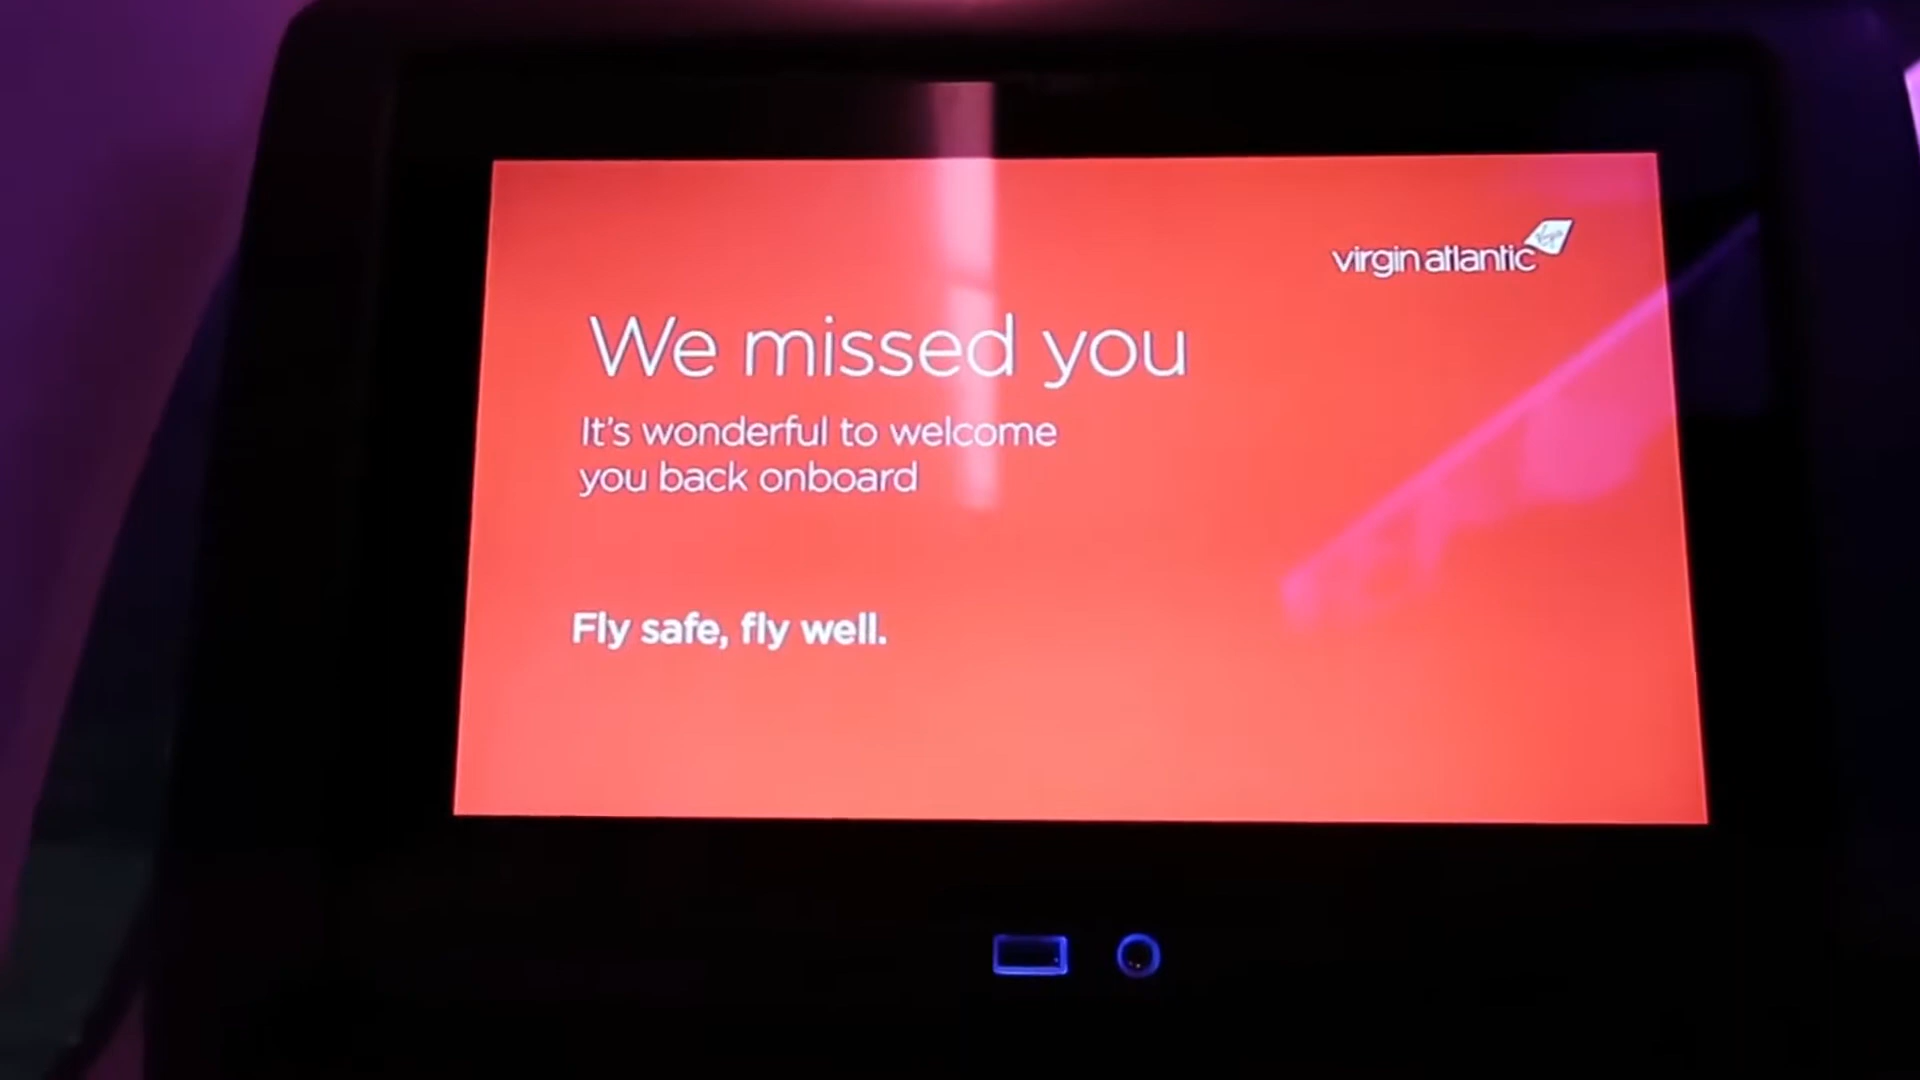 virgin atlantic
We missed you
It's wonderful to welcome
you back onboard
Fly safe, fly well.